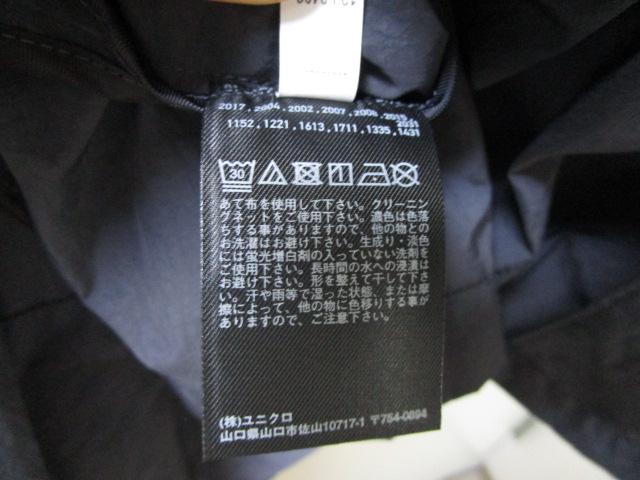 2017,2004,2002,2007,2008,2015
2031
1152,1221,1613,1711,1335,1431
30
あて布を使用して下さい。クリーニン
グネットをご使用下さい。濃色は色落
ちする事がありますので、他の物との
お洗濯はお避け下さい。生成り・淡色
には蛍光増白剤の入っていない洗剤を
ご使用下さい。長時間の水への浸漬は
お避け下さい。形を整えて干して下さ
い。汗や雨等で湿った状態、または摩
擦によって、他の物に色移りする事が
ありますので、ご注意下さい。
(株)ユニクロ
山口県山口市佐山10717-1 〒754-0894